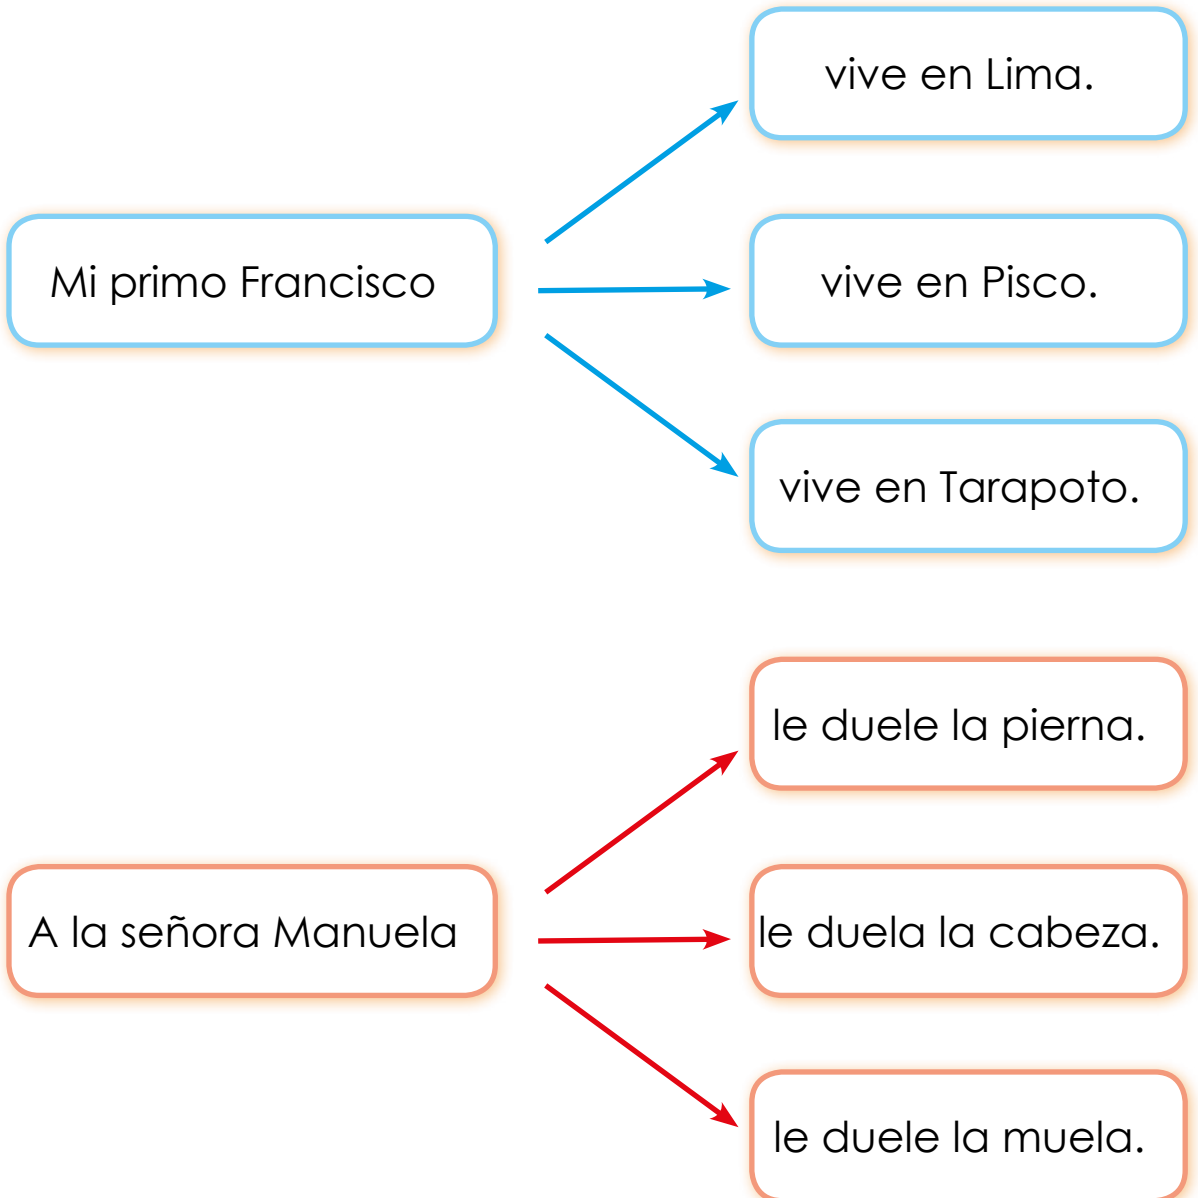 vive en Lima.
Mi primo Francisco
vive en Pisco.
vive en Tarapoto.
le duele la pierna.
A la señora Manuela
le duela la cabeza.
le duele la muela.